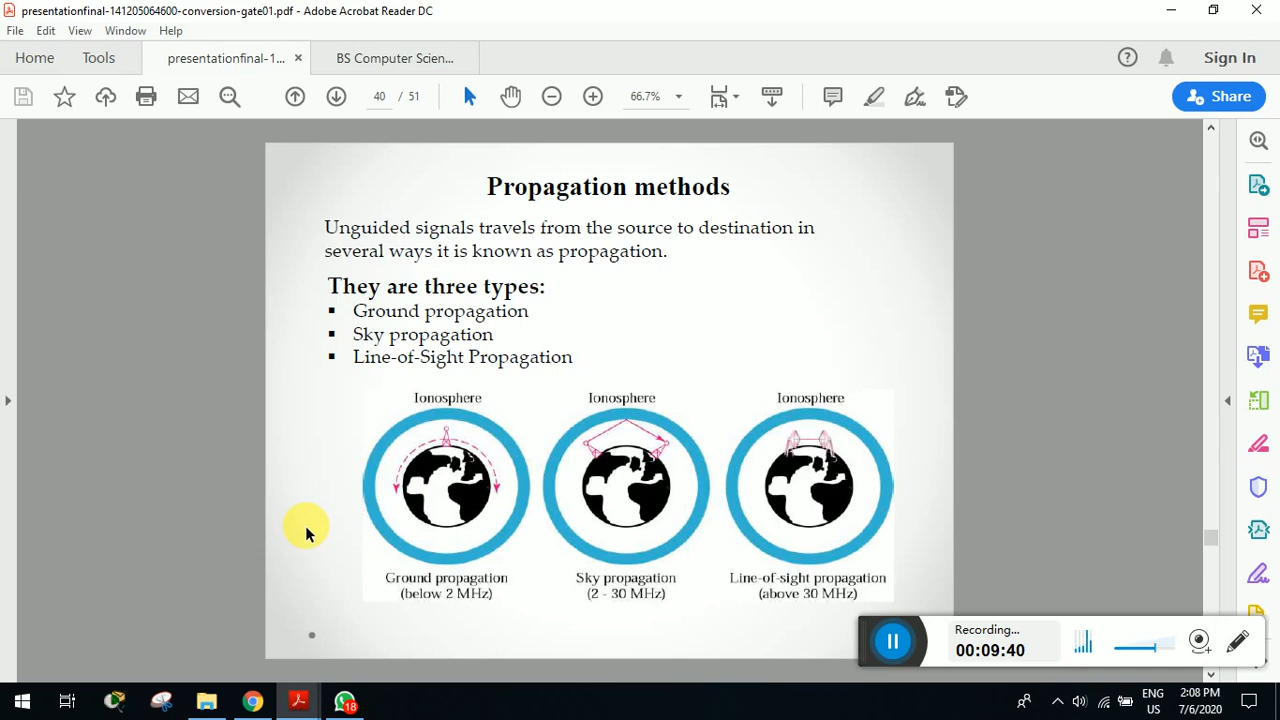 presentationfinal-141205064600-conversion-gate01.pdf - Adobe Acrobat Reader DC
File Edit View Window Help
Home Tools presentationfinal-1... × BS Computer Scien... Sign In
40 / 51 66.7% Share
Propagation methods
Unguided signals travels from the source to destination in
several ways it is known as propagation.
They are three types:
▪ Ground propagation
▪ Sky propagation
▪ Line-of-Sight Propagation
Ionosphere Ionosphere Ionosphere
Ground propagation Sky propagation Line-of-sight propagation
(below 2 MHz) (2 - 30 MHz) (above 30 MHz)
Recording...
00:09:40
18
ENG 2:08 PM
US 7/6/2020